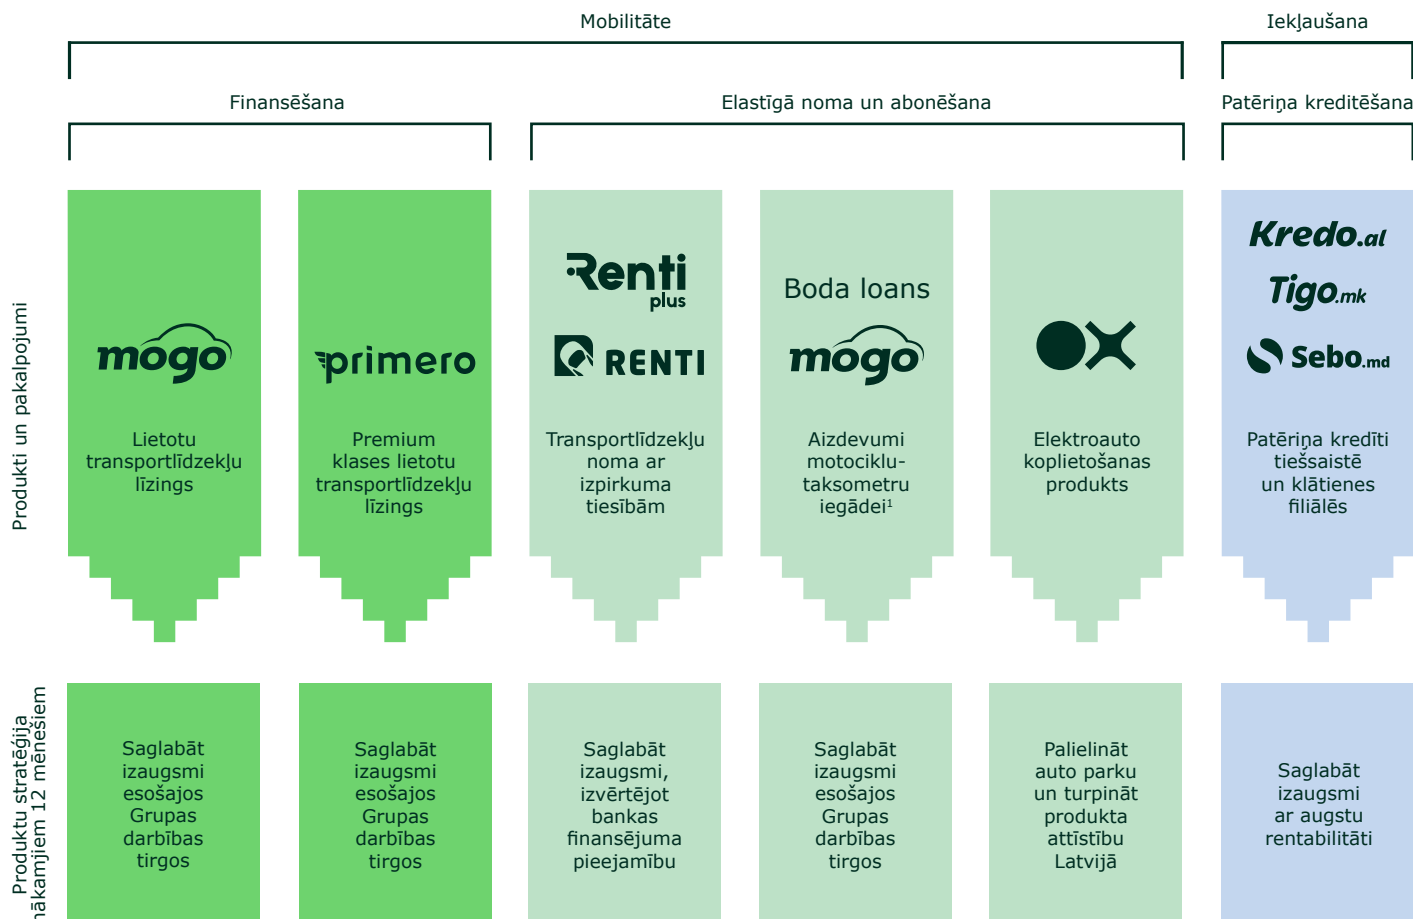 Mobilitāte
Iekļaušana
Finansēšana
Elastīgā noma un abonēšana
Patēriņa kreditēšana
Produkti un pakalpojumi
mogo
Lietotu
transportlīdzekļu
līzings
primero
Premium
klases lietotu
transportlīdzekļu
līzings
Renti
plus
RENTI
Transportlīdzekļu
noma ar
izpirkuma
tiesībām
Boda loans
mogo
Aizdevumi
motociklu-
taksometru
iegādei¹
OX
Elektroauto
koplietošanas
produkts
Kredo.al
Tigo.mk
Sebo.md
Patēriņa kredīti
tiešsaistē
un klātienes
filiālēs
Produktu stratēģija
nākamjiem 12 mēnešiem
Saglabāt
izaugsmi
esošajos
Grupas
darbības
tirgos
Saglabāt
izaugsmi
esošajos
Grupas
darbības
tirgos
Saglabāt
izaugsmi,
izvērtējot
bankas
finansējuma
pieejamību
Saglabāt
izaugsmi
esošajos
Grupas
darbības
tirgos
Palielināt
auto parku
un turpināt
produkta
attīstību
Latvijā
Saglabāt
izaugsmi
ar augstu
rentabilitāti